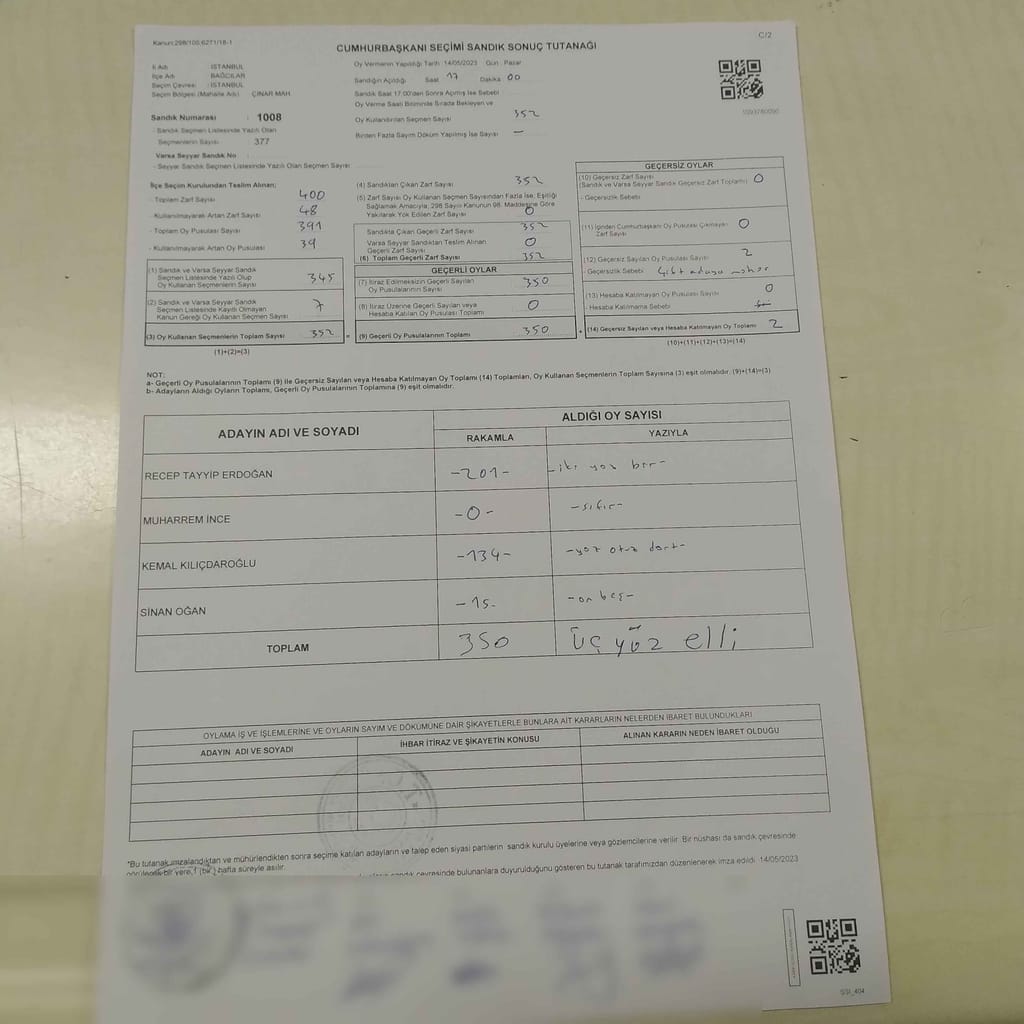 Kanun:298/100,6271/18-1
C/2
CUMHURBAŞKANI SEÇİMİ SANDIK SONUÇ TUTANAĞI
İl Adı : İSTANBUL
İlçe Adı : BAĞCILAR
Seçim Çevresi : İSTANBUL
Seçim Bölgesi (Mahalle Adı) : ÇINAR MAH.
Sandık Numarası : 1008
- Sandık Seçmen Listesinde Yazılı Olan
Seçmenlerin Sayısı : 377
Varsa Seyyar Sandık No
- Seyyar Sandık Seçmen Listesinde Yazılı Olan Seçmen Sayısı
Oy Vermenin Yapıldığı Tarih : 14/05/2023 Gün : Pazar
Sandığın Açıldığı Saat 17 Dakika 00
Sandık Saat 17.00'den Sonra Açılmış İse Sebebi
Oy Verme Saati Bitiminde Sırada Bekleyen ve
Oy Kullandırılan Seçmen Sayısı 352
Birden Fazla Sayım Döküm Yapılmış İse Sayısı —
İlçe Seçim Kurulundan Teslim Alınan;
- Toplam Zarf Sayısı 400
- Kullanılmayarak Artan Zarf Sayısı 48
- Toplam Oy Pusulası Sayısı 391
- Kullanılmayarak Artan Oy Pusulası 39
(1) Sandık ve Varsa Seyyar Sandık
Seçmen Listesinde Yazılı Olup
Oy Kullanan Seçmenlerin Sayısı 345
(2) Sandık ve Varsa Seyyar Sandık
Seçmen Listesinde Kayıtlı Olmayan
Kanun Gereği Oy Kullanan Seçmen Sayısı 7
(3) Oy Kullanan Seçmenlerin Toplam Sayısı 352
(1)+(2)=(3)
(4) Sandıktan Çıkan Zarf Sayısı 352
(5) Zarf Sayısı Oy Kullanan Seçmen Sayısından Fazla İse, Eşitliği
Sağlamak Amacıyla; 298 Sayılı Kanunun 98. Maddesine Göre
Yakılarak Yok Edilen Zarf Sayısı 0
Sandıkta Çıkan Geçerli Zarf Sayısı 352
Varsa Seyyar Sandıktan Teslim Alınan
Geçerli Zarf Sayısı 0
(6) Toplam Geçerli Zarf Sayısı 352
GEÇERLİ OYLAR
(7) İtiraz Edilmeksizin Geçerli Sayılan
Oy Pusulalarının Sayısı 350
(8) İtiraz Üzerine Geçerli Sayılan veya
Hesaba Katılan Oy Pusulası Toplamı 0
= (9) Geçerli Oy Pusulalarının Toplamı 350
GEÇERSİZ OYLAR
(10) Geçersiz Zarf Sayısı
(Sandık ve Varsa Seyyar Sandık Geçersiz Zarf Toplamı) 0
- Geçersizlik Sebebi
(11) İçinden Cumhurbaşkanı Oy Pusulası Çıkmayan
Zarf Sayısı 0
(12) Geçersiz Sayılan Oy Pusulası Sayısı 2
- Geçersizlik Sebebi
(13) Hesaba Katılmayan Oy Pusulası Sayısı 0
- Hesaba Katılmama Sebebi
+ (14) Geçersiz Sayılan veya Hesaba Katılmayan Oy Toplamı 2
(10)+(11)+(12)+(13)=(14)
NOT:
a- Geçerli Oy Pusulalarının Toplamı (9) ile Geçersiz Sayılan veya Hesaba Katılmayan Oy Toplamı (14) Toplamları, Oy Kullanan Seçmenlerin Toplam Sayısına (3) eşit olmalıdır. (9)+(14)=(3)
b- Adayların Aldığı Oyların Toplamı, Geçerli Oy Pusulalarının Toplamına (9) eşit olmalıdır.
ADAYIN ADI VE SOYADI
ALDIĞI OY SAYISI
RAKAMLA YAZIYLA
RECEP TAYYİP ERDOĞAN -201- -iki yüz bir-
MUHARREM İNCE -0- -sıfır-
KEMAL KILIÇDAROĞLU -134- -yüz otuz dört-
SİNAN OĞAN -15- -on beş-
TOPLAM 350 üç yüz elli
OYLAMA İŞ VE İŞLEMLERİNE VE OYLARIN SAYIM VE DÖKÜMÜNE DAİR ŞİKAYETLERLE BUNLARA AİT KARARLARIN NELERDEN İBARET BULUNDUKLARI
ADAYIN ADI VE SOYADI İHBAR İTİRAZ VE ŞİKAYETİN KONUSU ALINAN KARARIN NEDEN İBARET OLDUĞU
*Bu tutanak imzalandıktan ve mühürlendikten sonra seçime katılan adayların ve talep eden siyasi partilerin sandık kurulu üyelerine veya gözlemcilerine verilir. Bir nüshası da sandık çevresinde
görülecek bir yere 1 (bir) hafta süreyle asılır.
sandık çevresinde bulunanlara duyurulduğunu gösteren bu tutanak tarafımızdan düzenlenerek imza edildi. 14/05/2023
SSI_404